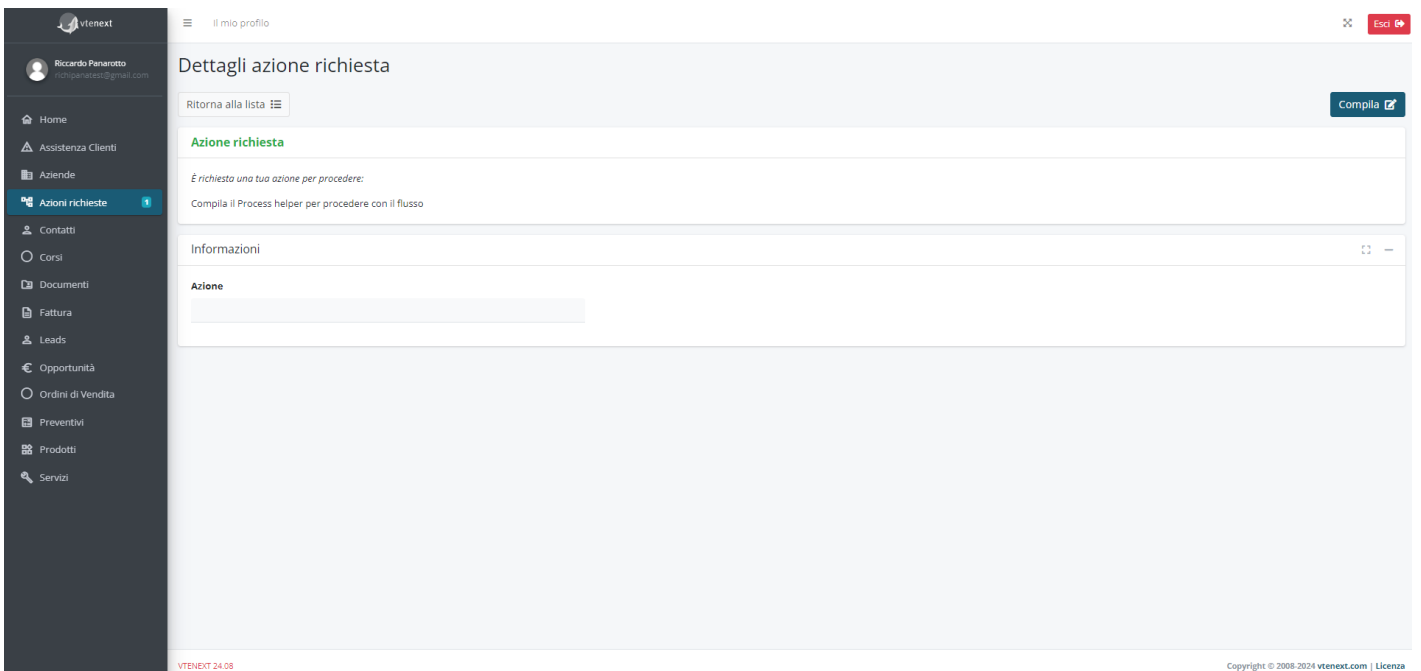 vtenext
Il mio profilo
Esci
Riccardo Panarotto
richipanatest@gmail.com
Dettagli azione richiesta
Ritorna alla lista
Compila
Home
Assistenza Clienti
Aziende
Azioni richieste 1
Contatti
Corsi
Documenti
Fattura
Leads
Opportunità
Ordini di Vendita
Preventivi
Prodotti
Servizi
Azione richiesta
È richiesta una tua azione per procedere:
Compila il Process helper per procedere con il flusso
Informazioni
Azione
VTENEXT 24.08
Copyright © 2008-2024 vtenext.com | Licenza